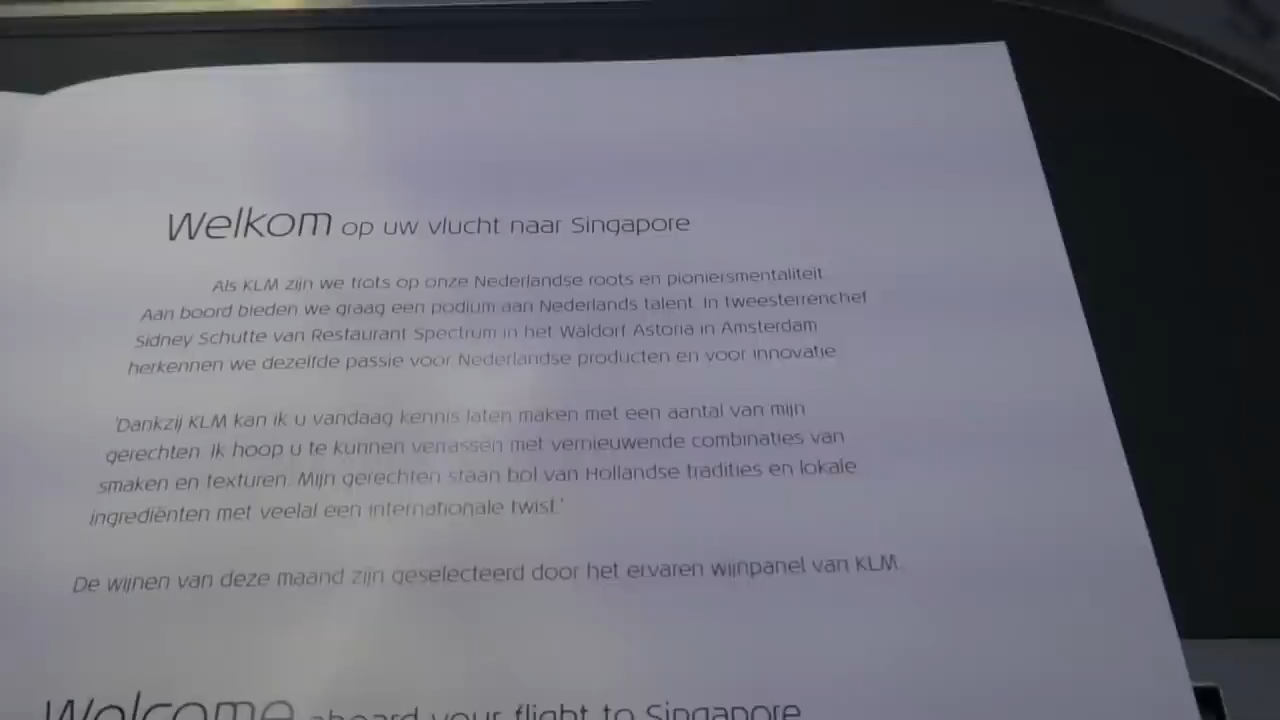 Welkom op uw vlucht naar Singapore
Als KLM zijn we trots op onze Nederlandse roots en pioniersmentaliteit.
Aan boord bieden we graag een podium aan Nederlands talent. In tweesterrenchef
Sidney Schutte van Restaurant Spectrum in het Waldorf Astoria in Amsterdam
herkennen we dezelfde passie voor Nederlandse producten en voor innovatie.
'Dankzij KLM kan ik u vandaag kennis laten maken met een aantal van mijn
gerechten. Ik hoop u te kunnen verrassen met vernieuwende combinaties van
smaken en texturen. Mijn gerechten staan bol van Hollandse tradities en lokale
ingrediënten met veelal een internationale twist.'
De wijnen van deze maand zijn geselecteerd door het ervaren wijnpanel van KLM.
Welcome aboard your flight to Singapore